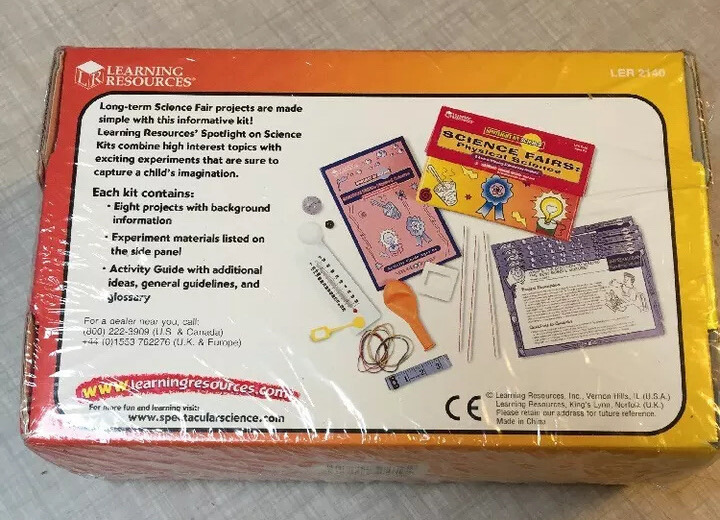 LEARNING
RESOURCES
LER 2140
Long-term Science Fair projects are made
simple with this informative kit!
Learning Resources' Spotlight on Science
Kits combine high interest topics with
exciting experiments that are sure to
capture a child's imagination.
Each kit contains:
• Eight projects with background
information
• Experiment materials listed on
the side panel
• Activity Guide with additional
ideas, general guidelines, and
glossary
For a dealer near you, call:
(800) 222-3909 (U.S. & Canada)
+44 (0)1553 762276 (U.K. & Europe)
www.learningresources.com
For more fun and learning visit:
www.spectacularscience.com
SCIENCE FAIRS:
Physical Science
1 2 3
CE
© Learning Resources, Inc., Vernon Hills, IL (U.S.A.)
Learning Resources, King's Lynn, Norfolk (U.K.)
Please retain our address for future reference.
Made in China